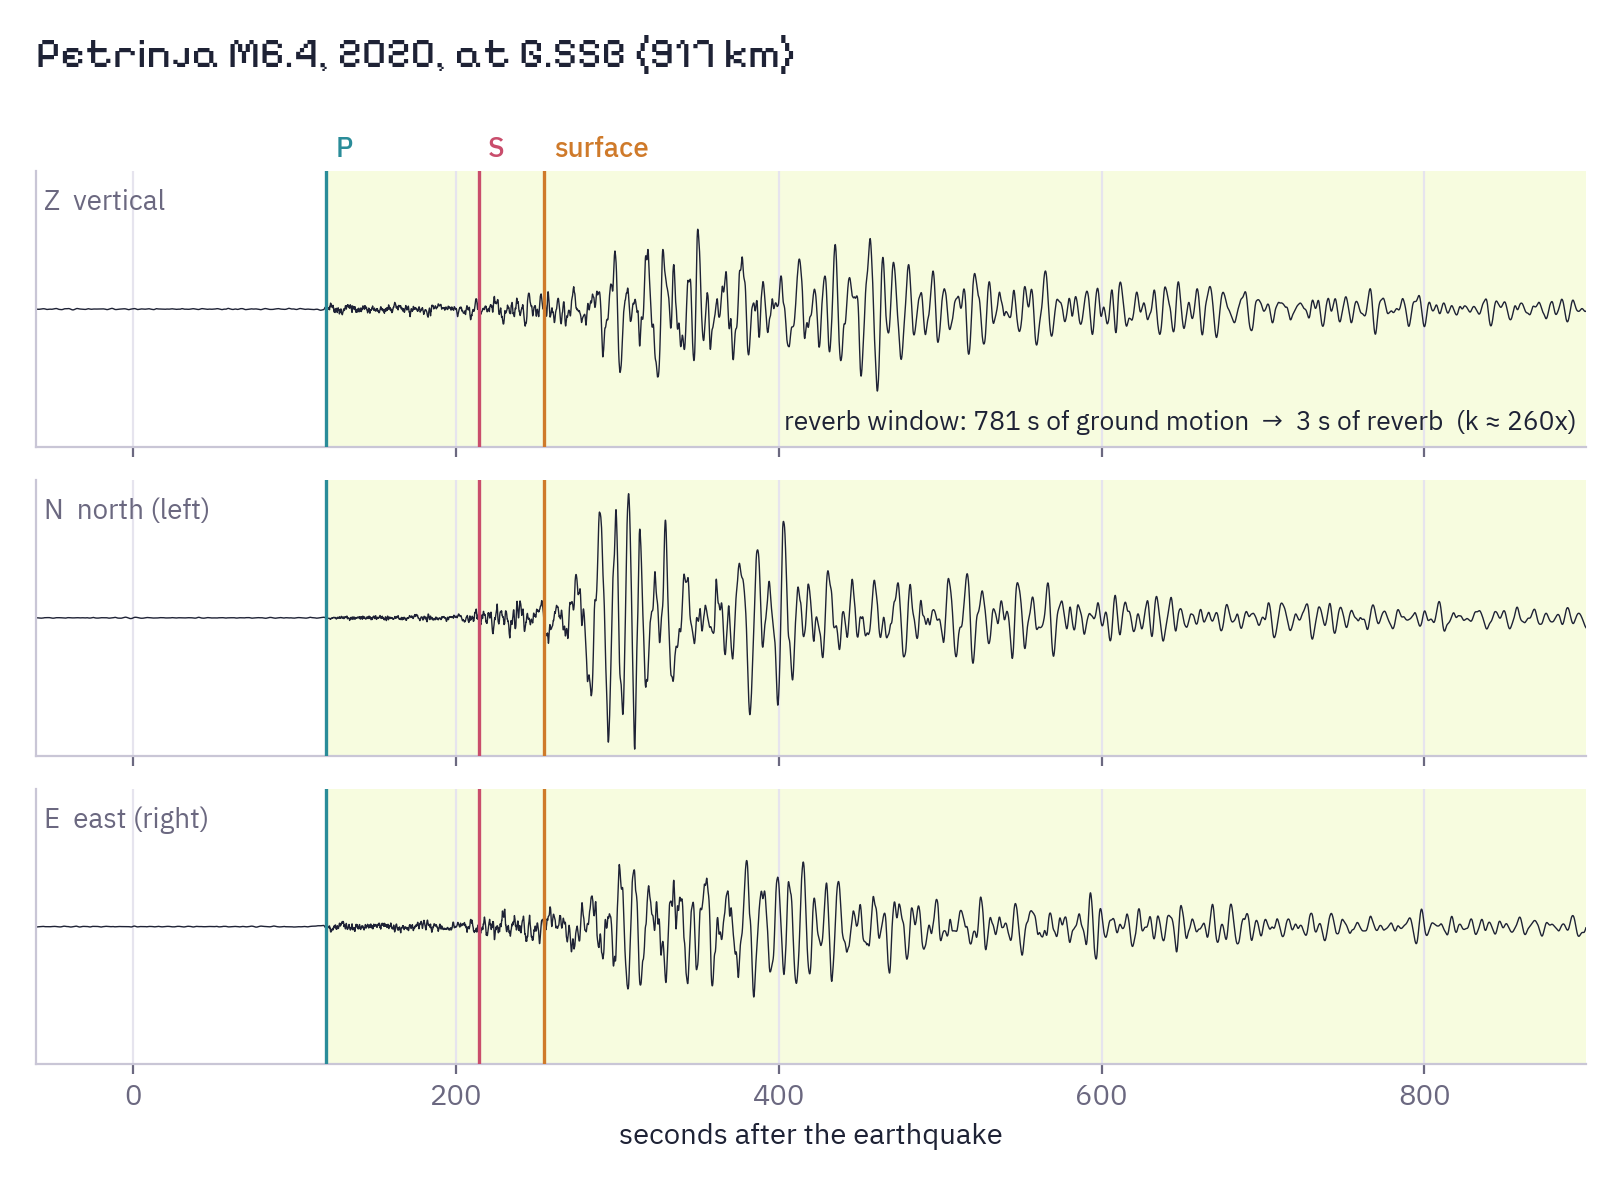 Petrinja M6.4, 2020, at G.SSB (917 km)
P S surface
Z vertical
reverb window: 781 s of ground motion → 3 s of reverb (k ≈ 260x)
N north (left)
E east (right)
0 200 400 600 800
seconds after the earthquake